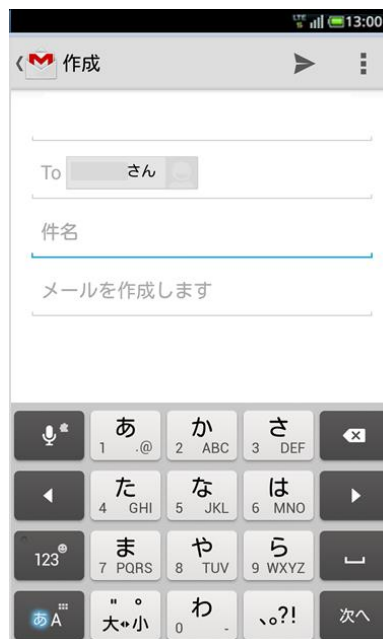 LTE 13:00
作成
To さん
件名
メールを作成します
あ か さ
1 .@ 2 ABC 3 DEF
た な は
4 GHI 5 JKL 6 MNO
123 ま や ら
7 PQRS 8 TUV 9 WXYZ
あA 大⇔小 わ 、。?! 次へ
0 -